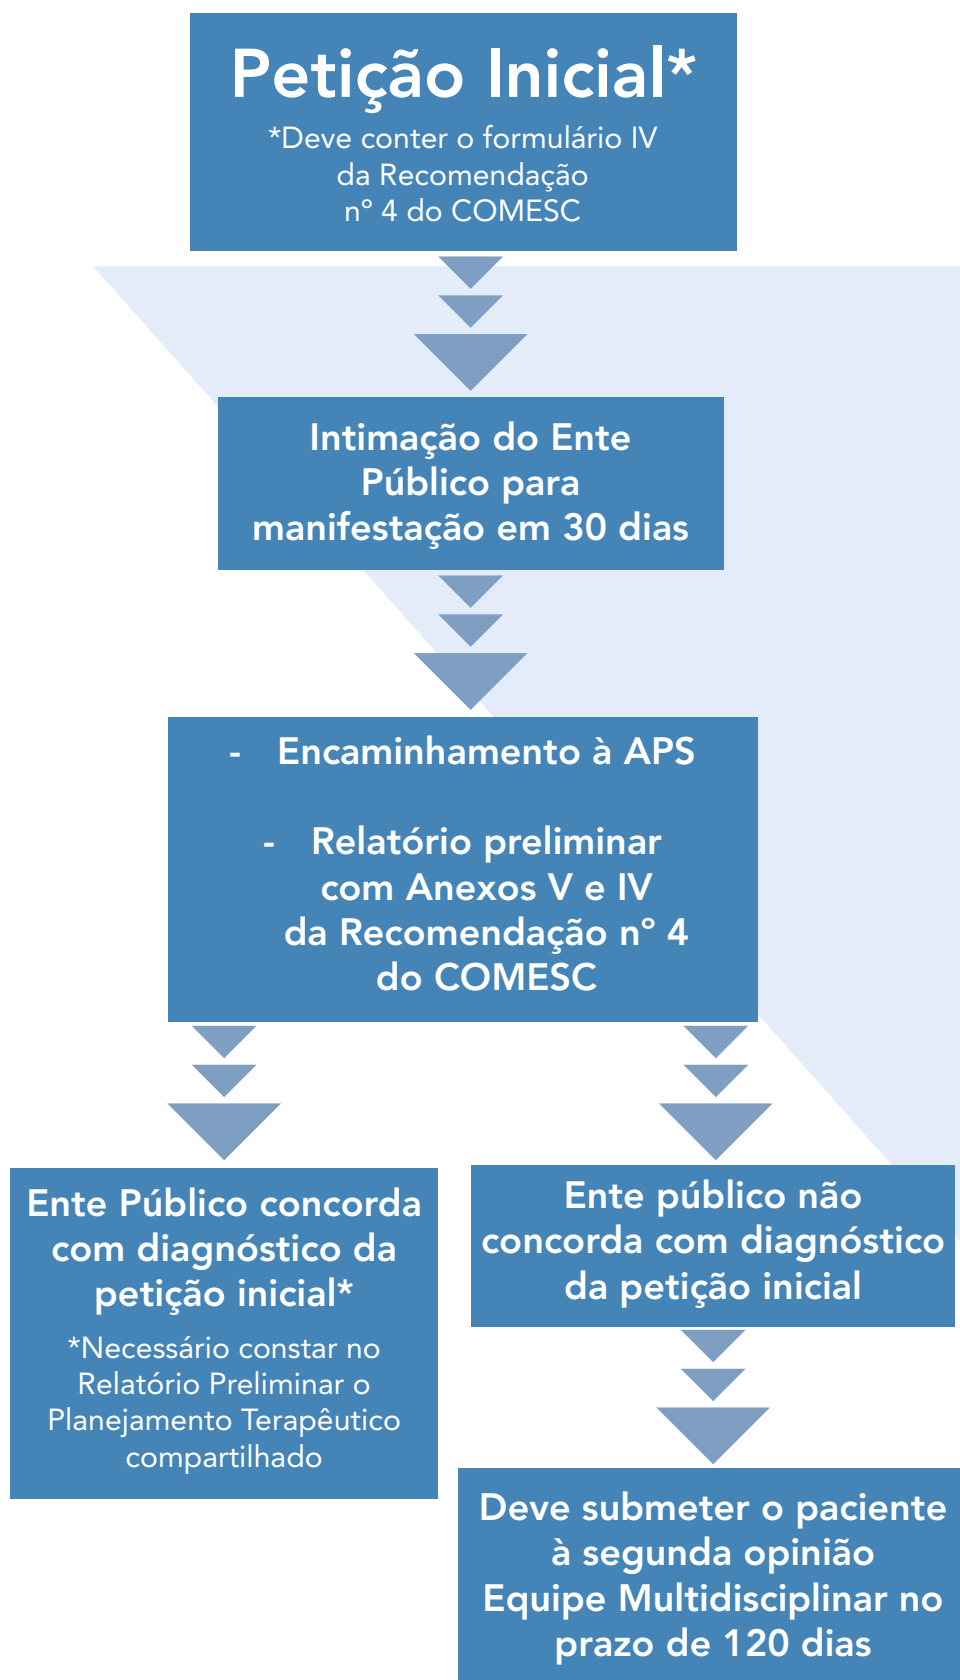 Petição Inicial*
*Deve conter o formulário IV
da Recomendação
nº 4 do COMESC
Intimação do Ente
Público para
manifestação em 30 dias
- Encaminhamento à APS
- Relatório preliminar
com Anexos V e IV
da Recomendação nº 4
do COMESC
Ente Público concorda
com diagnóstico da
petição inicial*
*Necessário constar no
Relatório Preliminar o
Planejamento Terapêutico
compartilhado
Ente público não
concorda com diagnóstico
da petição inicial
Deve submeter o paciente
à segunda opinião
Equipe Multidisciplinar no
prazo de 120 dias